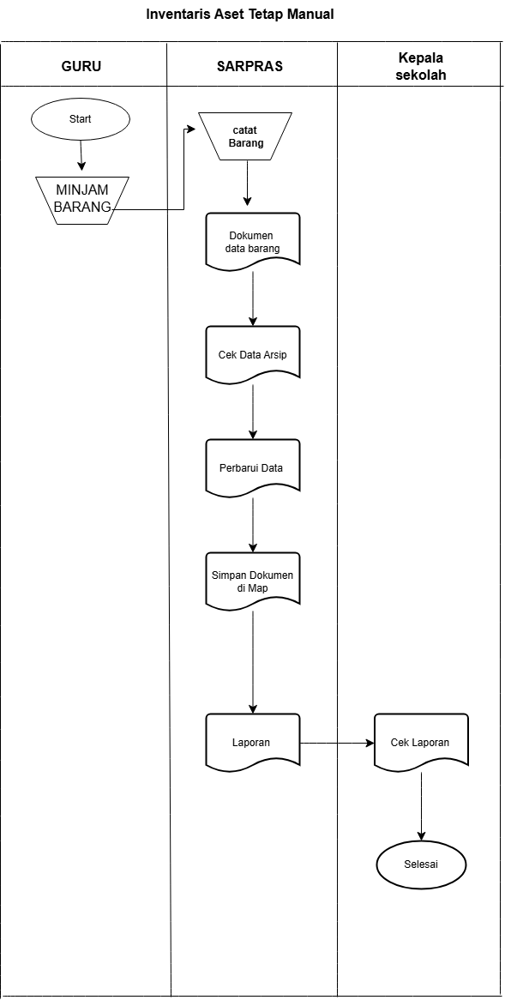 Inventaris Aset Tetap Manual
GURU
SARPRAS
Kepala
sekolah
Start
catat
Barang
MINJAM
BARANG
Dokumen
data barang
Cek Data Arsip
Perbarui Data
Simpan Dokumen
di Map
Laporan
Cek Laporan
Selesai